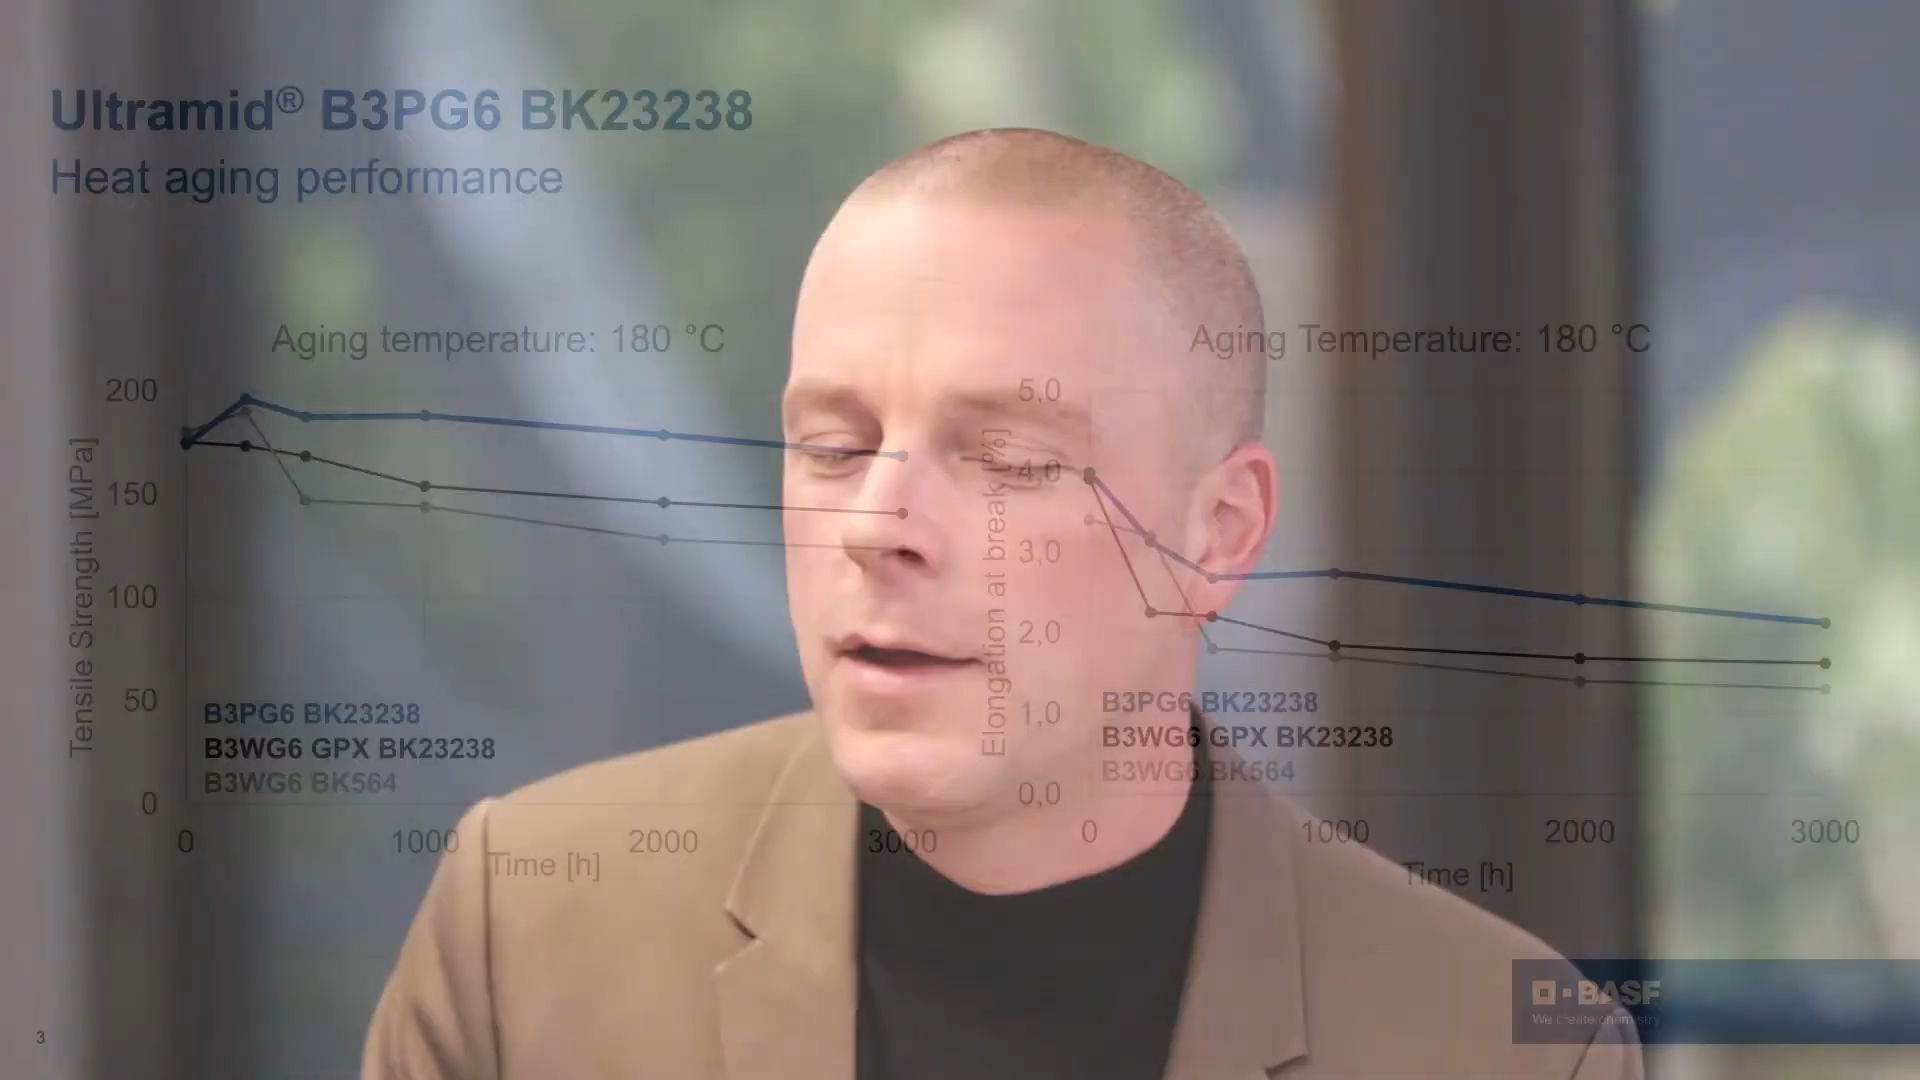 Ultramid® B3PG6 BK23238
Heat aging performance
Aging temperature: 180 °C
Tensile Strength [MPa]
200
150
100
50
0
B3PG6 BK23238
B3WG6 GPX BK23238
B3WG6 BK564
0 1000 2000 3000
Time [h]
Aging Temperature: 180 °C
Elongation at break [%]
5,0
4,0
3,0
2,0
1,0
0,0
B3PG6 BK23238
B3WG6 GPX BK23238
B3WG6 BK564
0 1000 2000 3000
Time [h]
3
BASF
We create chemistry